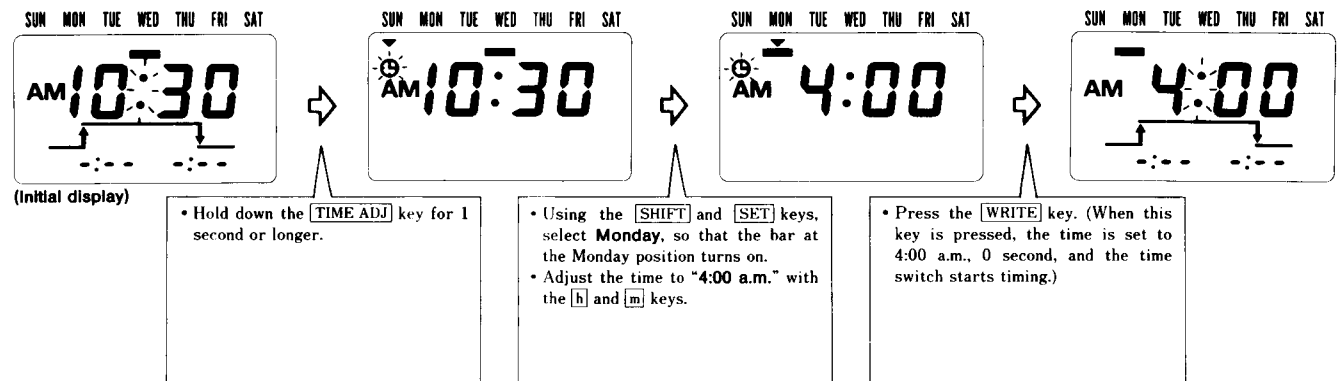 SUN MON TUE WED THU FRI SAT
AM 10:30
-:-- -:--
(Initial display)
SUN MON TUE WED THU FRI SAT
AM 10:30
SUN MON TUE WED THU FRI SAT
AM 4:00
SUN MON TUE WED THU FRI SAT
AM 4:00
-:-- -:--
• Hold down the TIME ADJ key for 1
second or longer.
• Using the SHIFT and SET keys,
select Monday, so that the bar at
the Monday position turns on.
• Adjust the time to "4:00 a.m." with
the h and m keys.
• Press the WRITE key. (When this
key is pressed, the time is set to
4:00 a.m., 0 second, and the time
switch starts timing.)